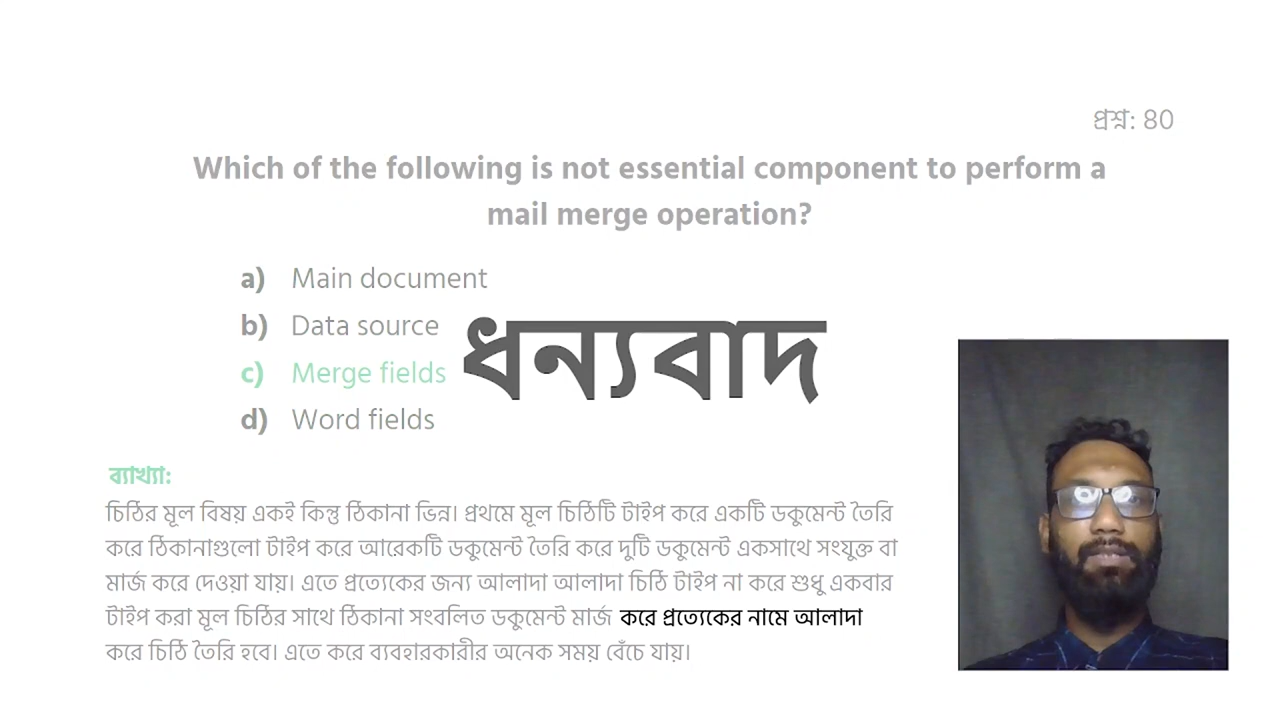 প্রশ্ন: 80
Which of the following is not essential component to perform a
mail merge operation?
a) Main document
b) Data source
c) Merge fields
d) Word fields
ধন্যবাদ
ব্যাখ্যা:
চিঠির মূল বিষয় একই কিন্তু ঠিকানা ভিন্ন। প্রথমে মূল চিঠিটি টাইপ করে একটি ডকুমেন্ট তৈরি
করে ঠিকানাগুলো টাইপ করে আরেকটি ডকুমেন্ট তৈরি করে দুটি ডকুমেন্ট একসাথে সংযুক্ত বা
মার্জ করে দেওয়া যায়। এতে প্রত্যেকের জন্য আলাদা আলাদা চিঠি টাইপ না করে শুধু একবার
টাইপ করা মূল চিঠির সাথে ঠিকানা সংবলিত ডকুমেন্ট মার্জ করে প্রত্যেকের নামে আলাদা
করে চিঠি তৈরি হবে। এতে করে ব্যবহারকারীর অনেক সময় বেঁচে যায়।